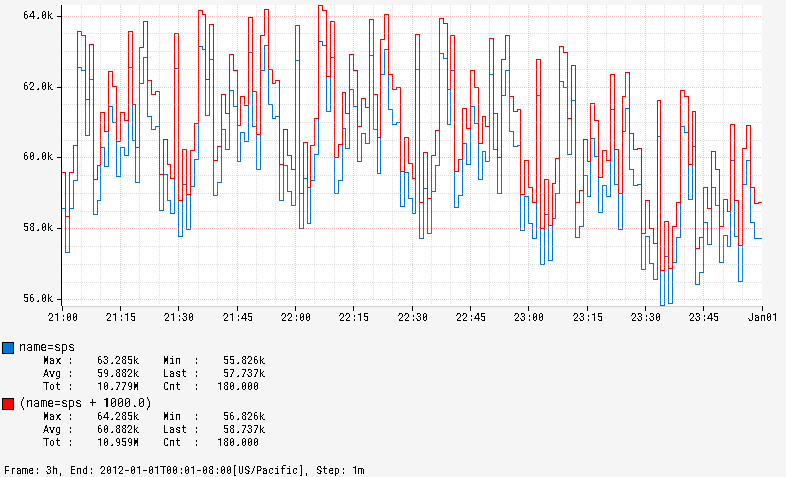 64.0k
62.0k
60.0k
58.0k
56.0k
21:00 21:15 21:30 21:45 22:00 22:15 22:30 22:45 23:00 23:15 23:30 23:45 Jan01
name=sps
Max : 63.285k Min : 55.826k
Avg : 59.882k Last : 57.737k
Tot : 10.779M Cnt : 180.000
(name=sps + 1000.0)
Max : 64.285k Min : 56.826k
Avg : 60.882k Last : 58.737k
Tot : 10.959M Cnt : 180.000
Frame: 3h, End: 2012-01-01T00:01-08:00[US/Pacific], Step: 1m